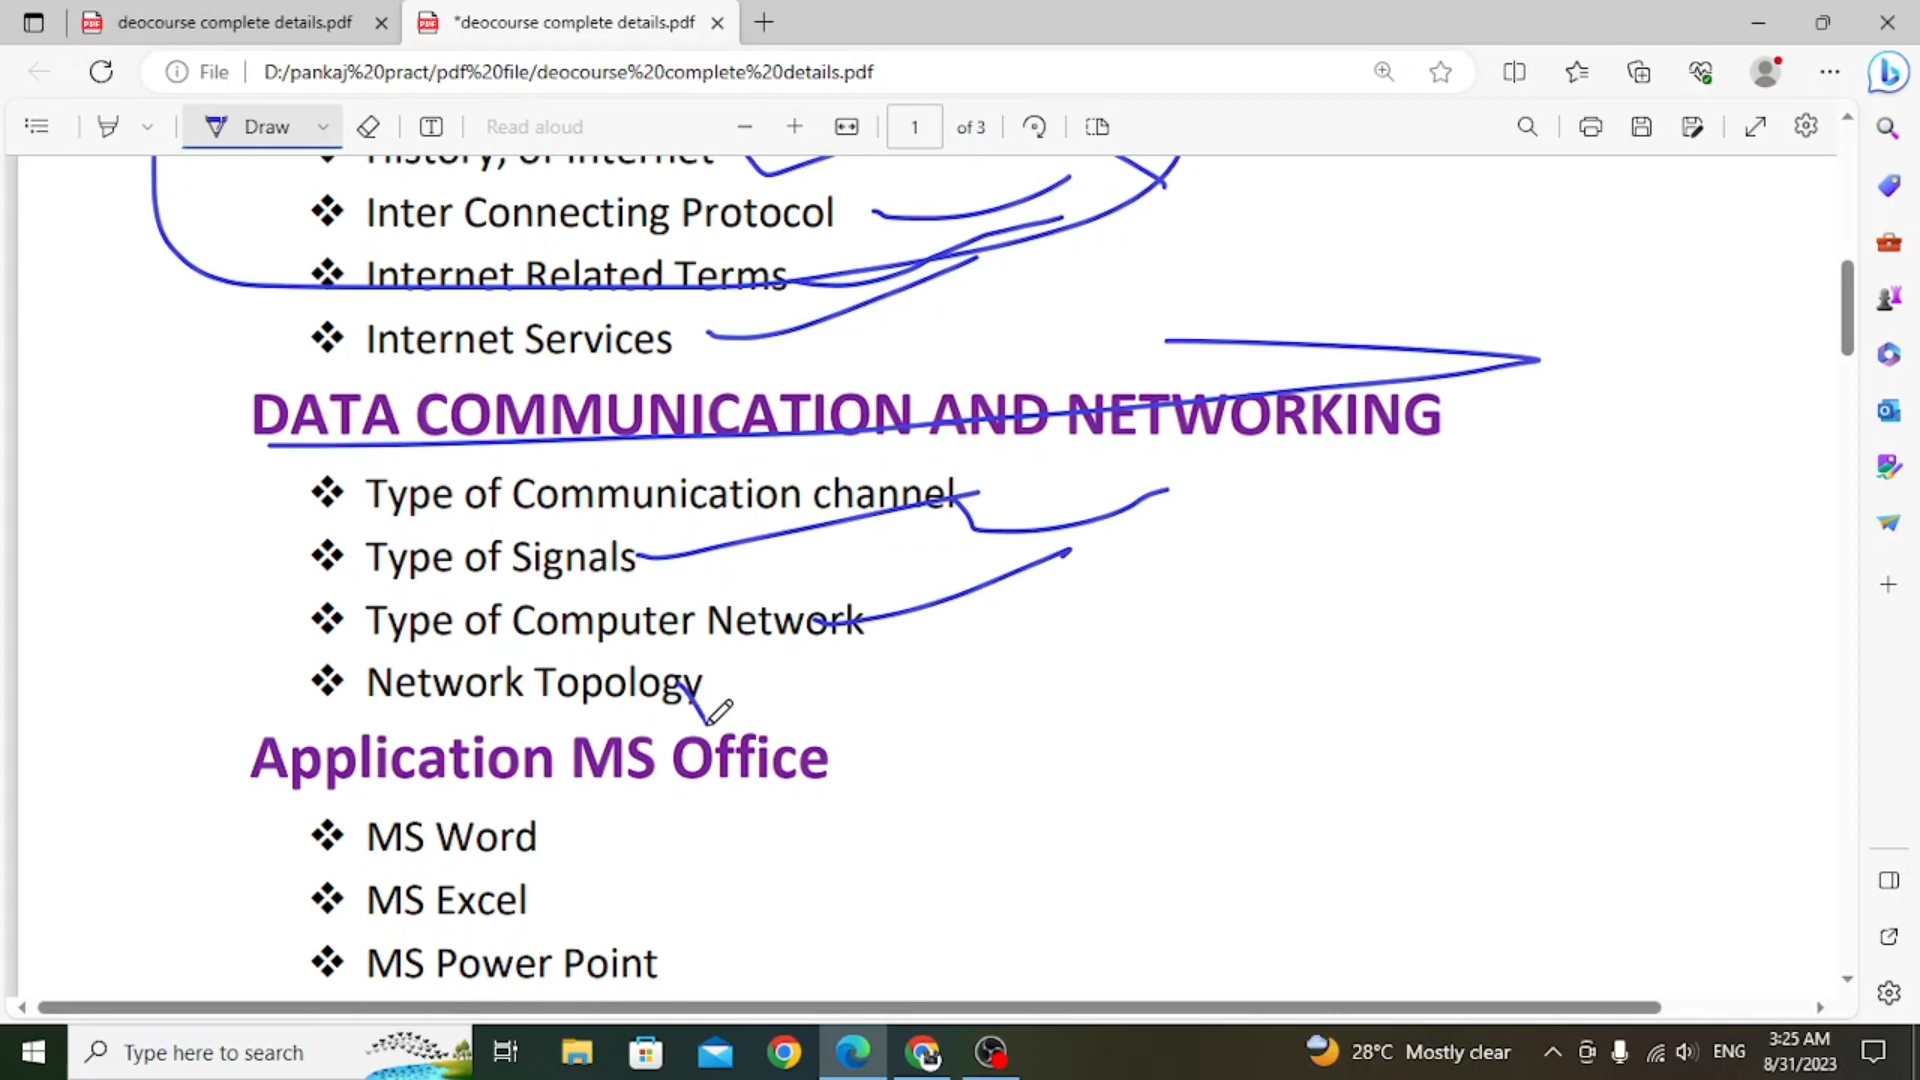 deocourse complete details.pdf
*deocourse complete details.pdf
File
D:/pankaj%20pract/pdf%20file/deocourse%20complete%20details.pdf
Draw
Read aloud
1
of 3
History, of Internet
Inter Connecting Protocol
Internet Related Terms
Internet Services
DATA COMMUNICATION AND NETWORKING
Type of Communication channel
Type of Signals
Type of Computer Network
Network Topology
Application MS Office
MS Word
MS Excel
MS Power Point
Type here to search
28°C Mostly clear
ENG
3:25 AM
8/31/2023